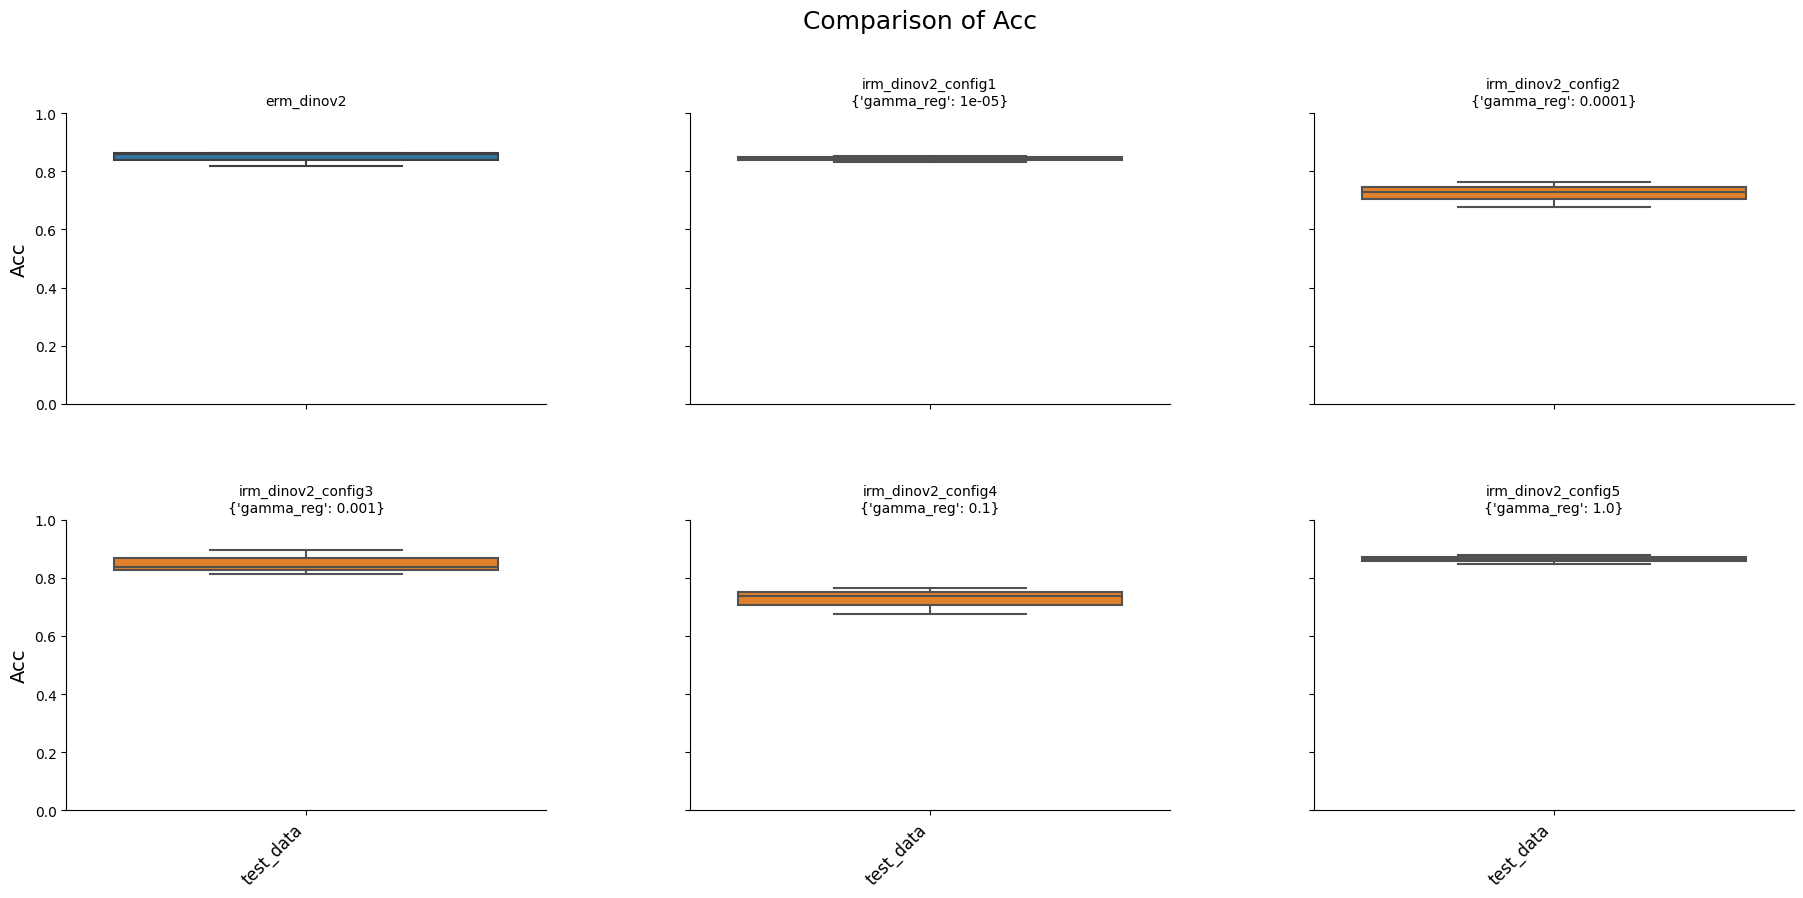 Comparison of Acc
erm_dinov2
irm_dinov2_config1
{'gamma_reg': 1e-05}
irm_dinov2_config2
{'gamma_reg': 0.0001}
1.0
0.8
0.6
0.4
0.2
0.0
Acc
irm_dinov2_config3
{'gamma_reg': 0.001}
irm_dinov2_config4
{'gamma_reg': 0.1}
irm_dinov2_config5
{'gamma_reg': 1.0}
1.0
0.8
0.6
0.4
0.2
0.0
Acc
test_data
test_data
test_data